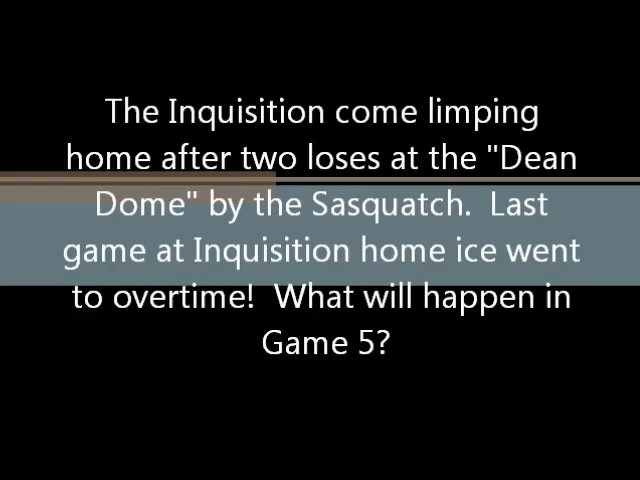 The Inquisition come limping
home after two loses at the "Dean
Dome" by the Sasquatch.  Last
game at Inquisition home ice went
to overtime!  What will happen in
Game 5?